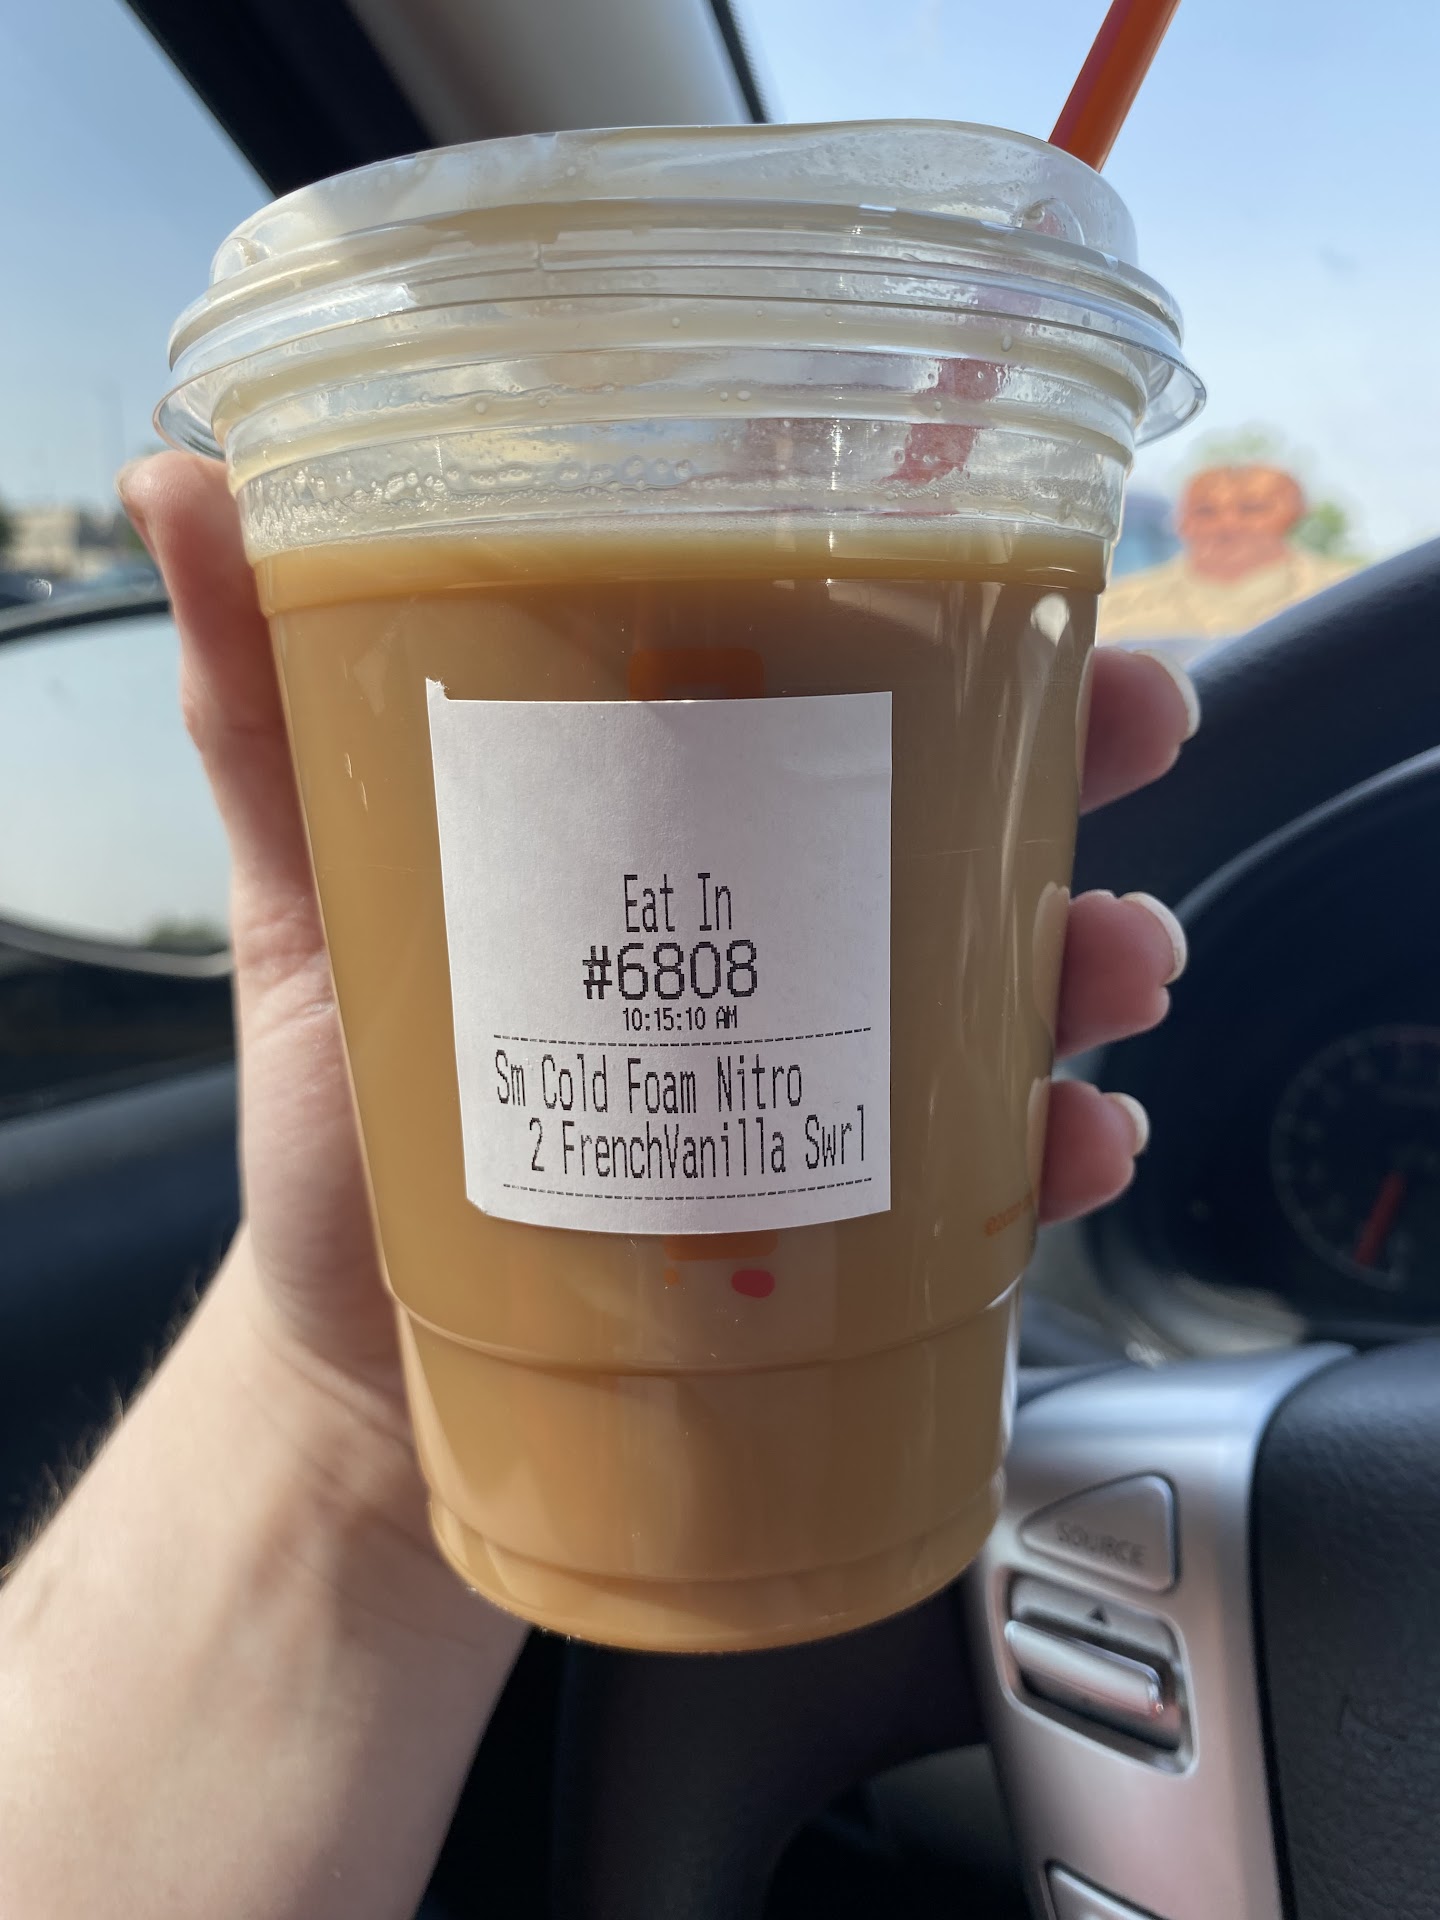 Eat In
#6808
10:15:10 AM
Sm Cold Foam Nitro
2 FrenchVanilla Swrl
SOURCE